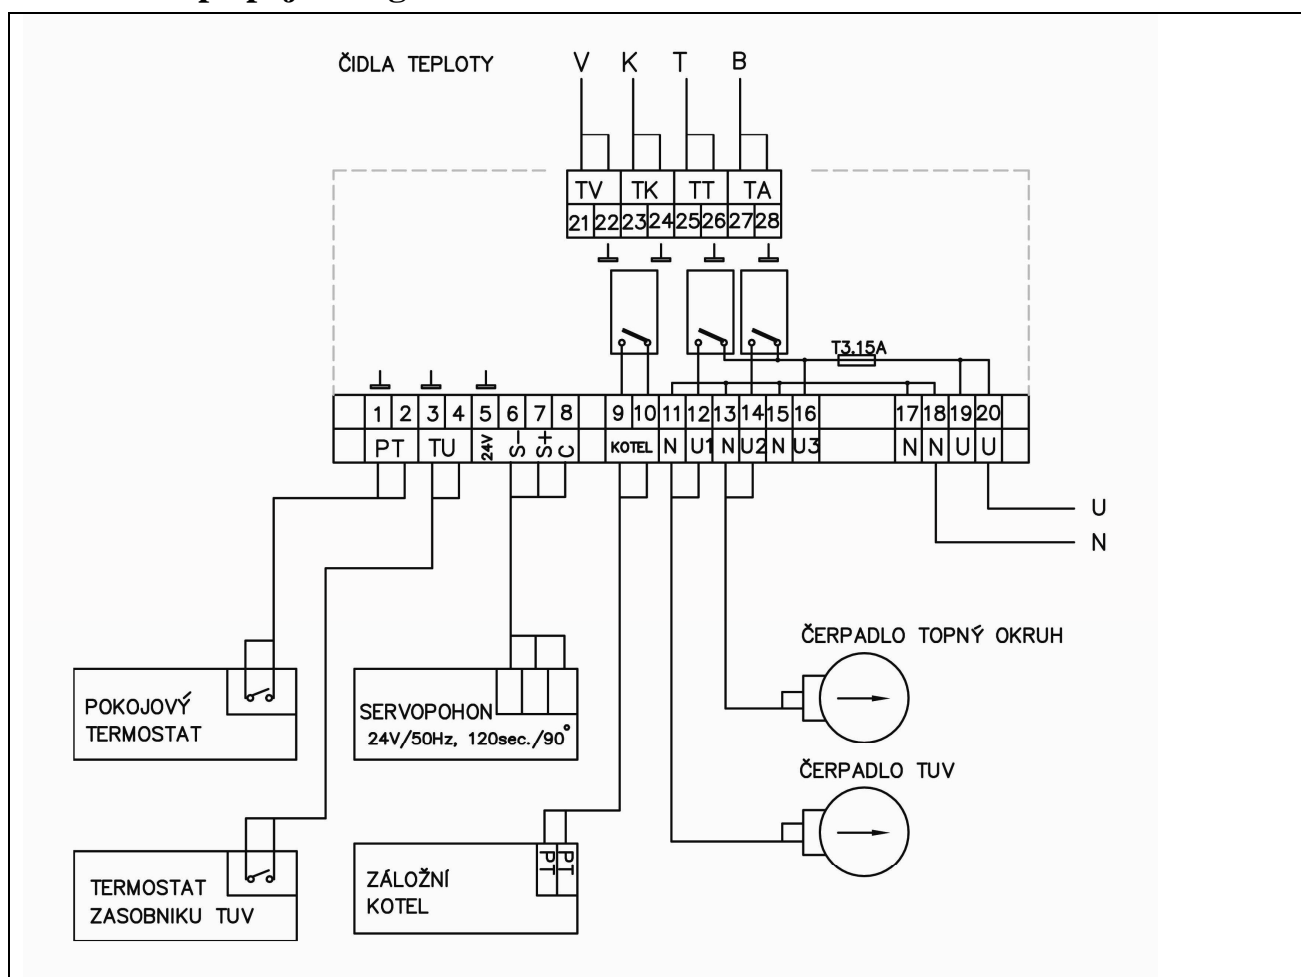 ČIDLA TEPLOTY V K T B
TV TK TT TA
21 22 23 24 25 26 27 28
T3.15A
1 2 3 4 5 6 7 8 9 10 11 12 13 14 15 16 17 18 19 20
PT TU 24V S- S+ C KOTEL N U1 N U2 N U3 N N U U
U
N
ČERPADLO TOPNÝ OKRUH
POKOJOVÝ
TERMOSTAT
SERVOPOHON
24V/50Hz, 120sec./90°
ČERPADLO TUV
TERMOSTAT
ZASOBNIKU TUV
ZÁLOŽNÍ
KOTEL
PT PT